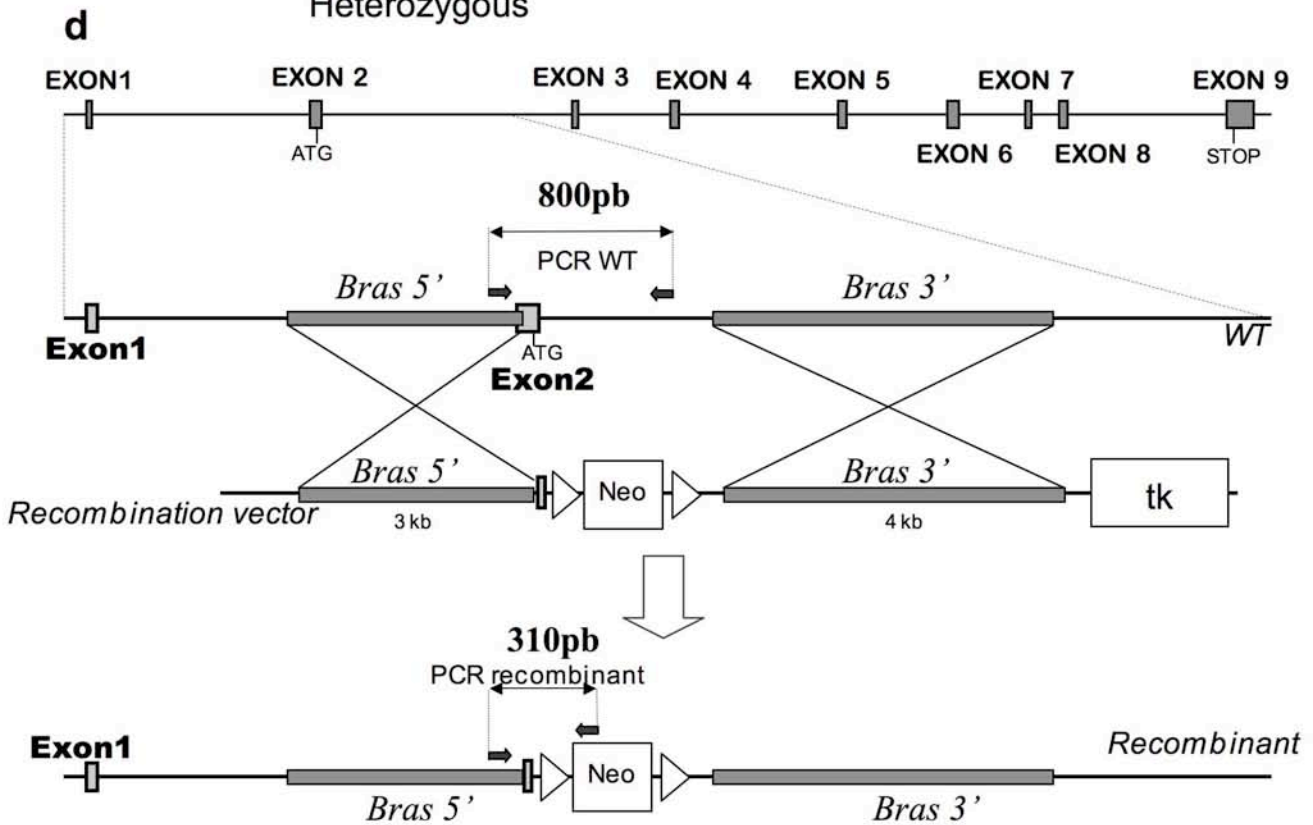 Heterozygous
d
EXON1 EXON 2 EXON 3 EXON 4 EXON 5 EXON 7 EXON 9
ATG EXON 6 EXON 8 STOP
800pb
PCR WT
Bras 5’ Bras 3’
WT
Exon1 ATG
Exon2
Bras 5’ Neo Bras 3’ tk
Recombination vector 3 kb 4 kb
310pb
PCR recombinant
Exon1 Recombinant
Neo
Bras 5’ Bras 3’